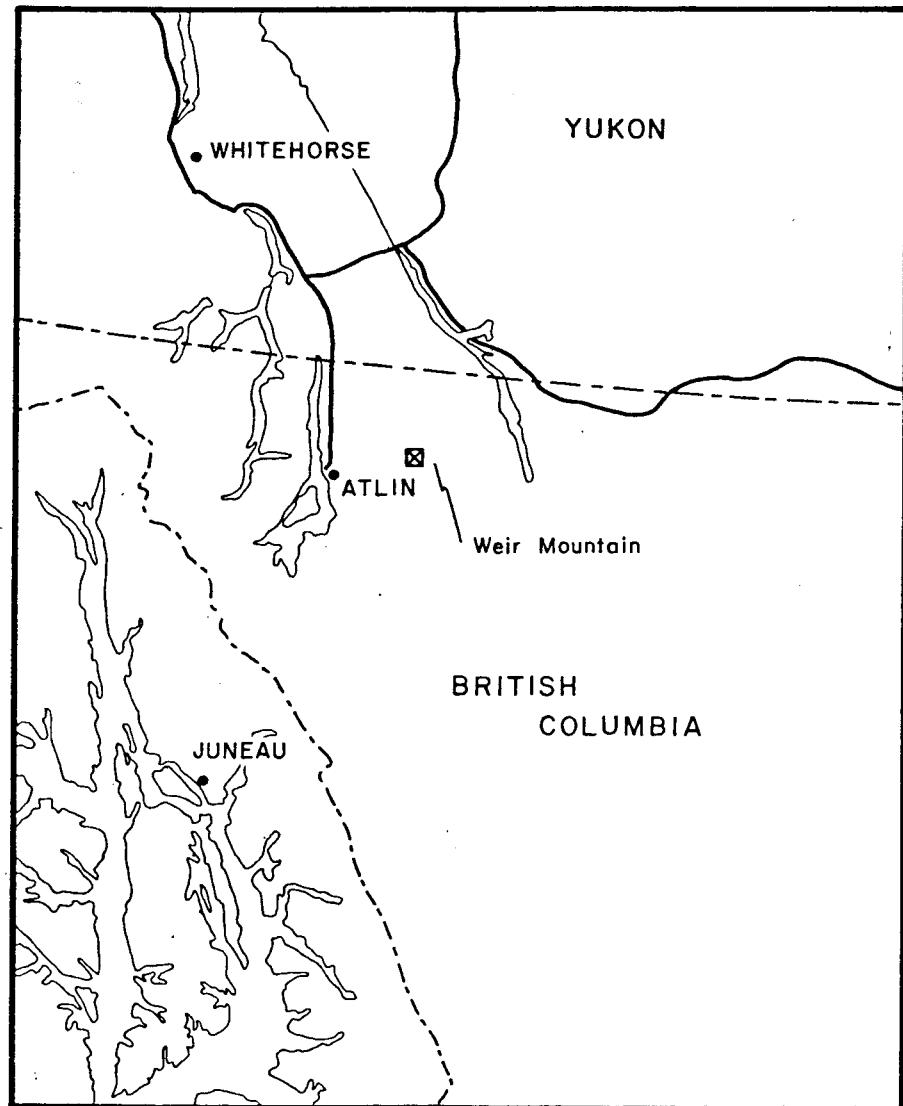 YUKON
WHITEHORSE
ATLIN
Weir Mountain
BRITISH
COLUMBIA
JUNEAU